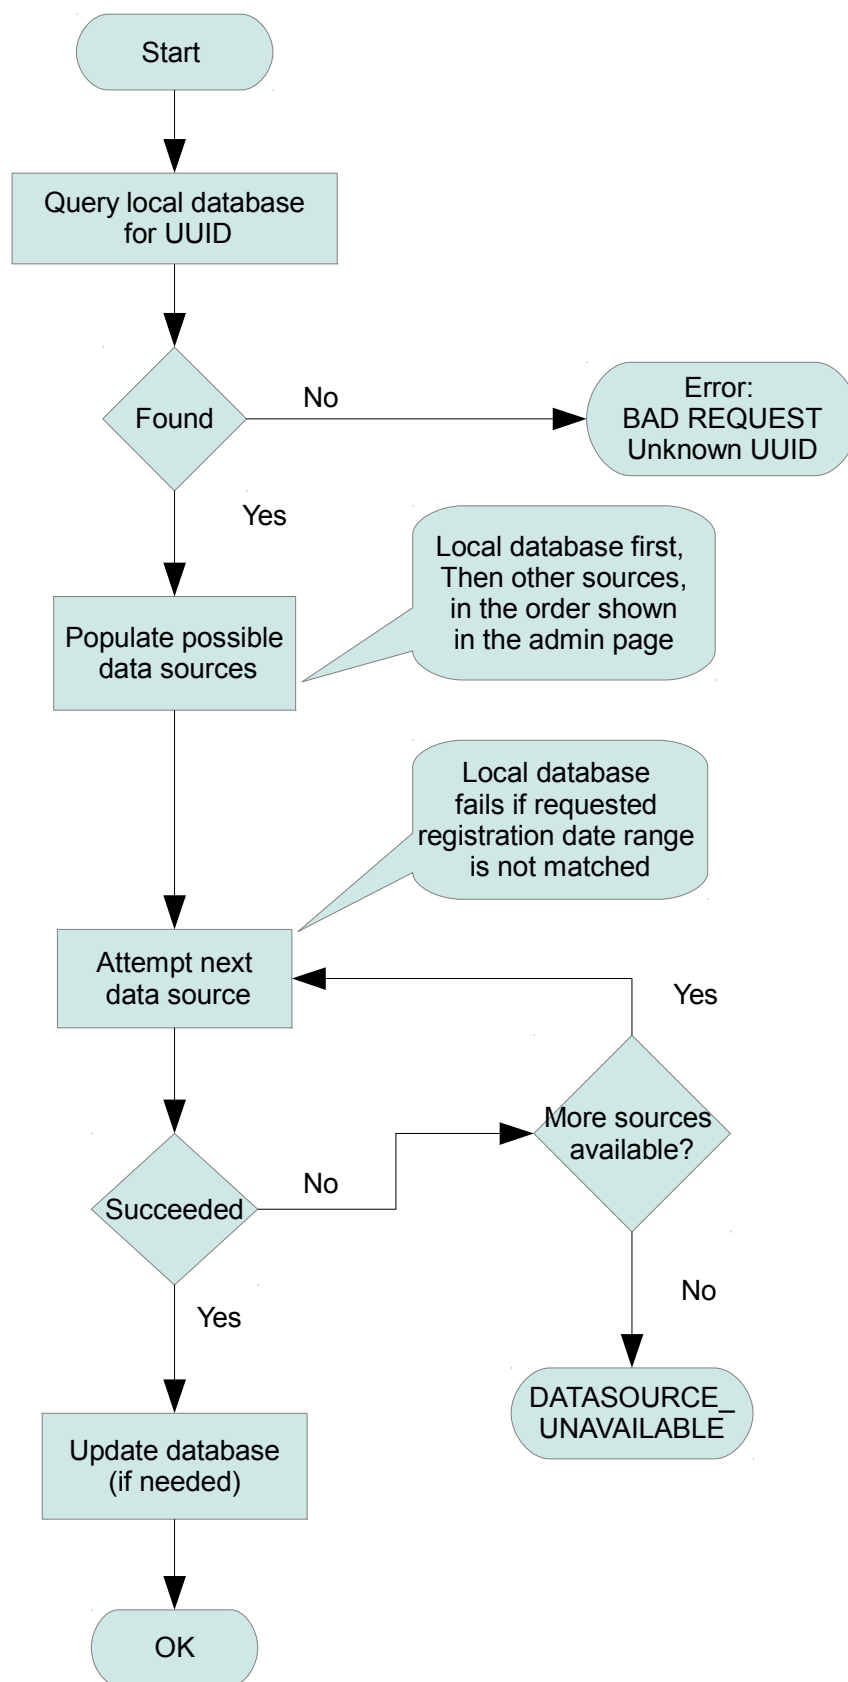 Start
Query local database
for UUID
Found
No
Error:
BAD REQUEST
Unknown UUID
Yes
Local database first,
Then other sources,
in the order shown
in the admin page
Populate possible
data sources
Local database
fails if requested
registration date range
is not matched
Attempt next
data source
Yes
More sources
available?
No
Succeeded
No
Yes
DATASOURCE_
UNAVAILABLE
Update database
(if needed)
OK